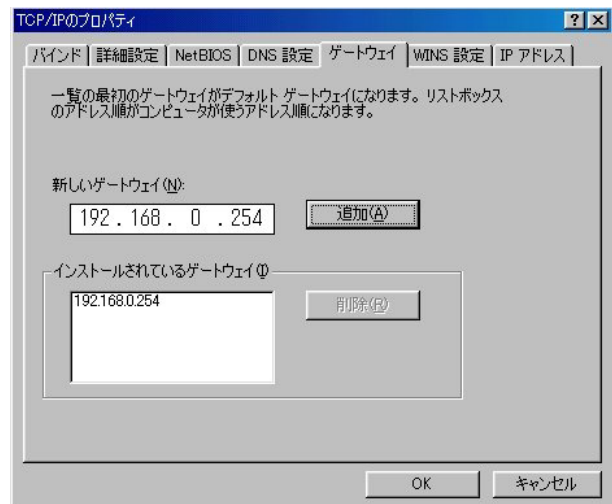 TCP/IPのプロパティ
バインド 詳細設定 NetBIOS DNS 設定 ゲートウェイ WINS 設定 IP アドレス
一覧の最初のゲートウェイがデフォルト ゲートウェイになります。リストボックス
のアドレス順がコンピュータが使うアドレス順になります。
新しいゲートウェイ(N):
192.168. 0 .254 追加(A)
インストールされているゲートウェイ(I)
192.168.0.254 削除(R)
OK キャンセル